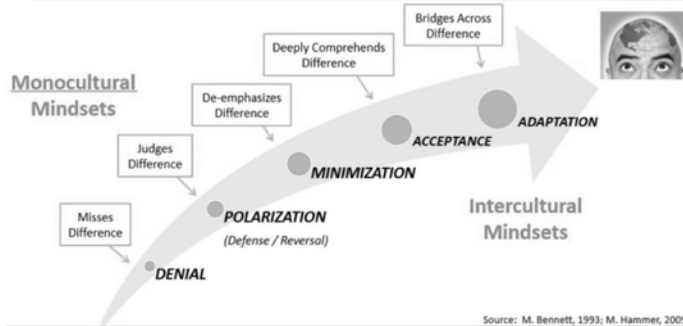 Bridges Across
Difference
Deeply Comprehends
Difference
Monocultural
Mindsets
De-emphasizes
Difference
ADAPTATION
ACCEPTANCE
Judges
Difference
MINIMIZATION
Misses
Difference
POLARIZATION
(Defense / Reversal)
Intercultural
Mindsets
DENIAL
Source: M. Bennett, 1993; M. Hammer, 2009